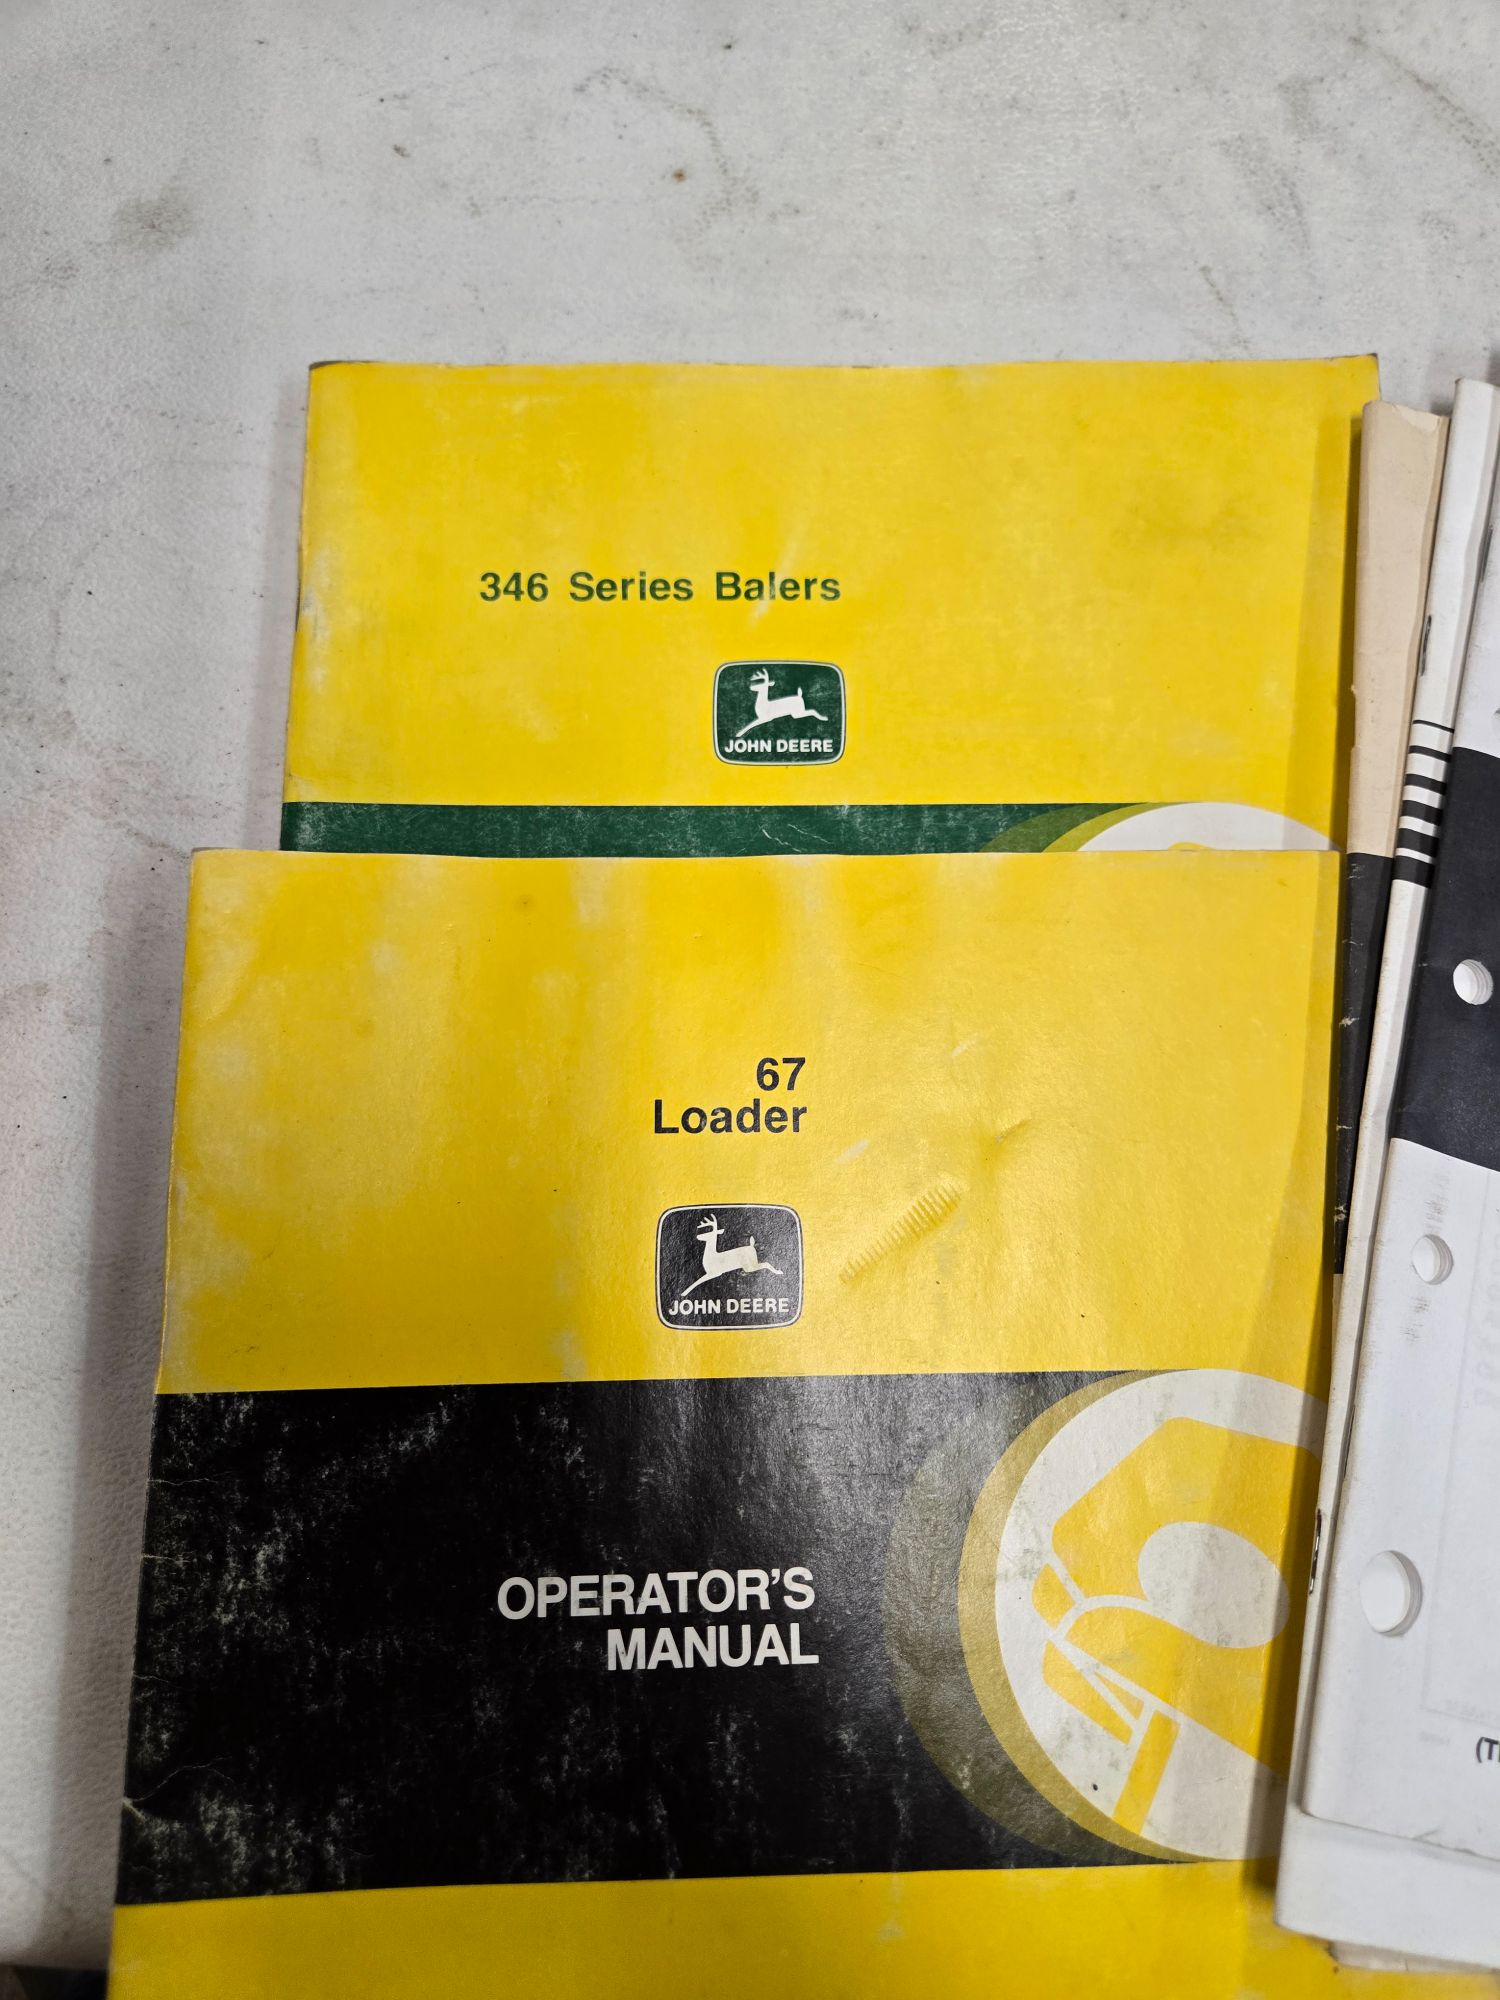 346 Series Balers
JOHN DEERE
67
Loader
JOHN DEERE
OPERATOR'S
MANUAL